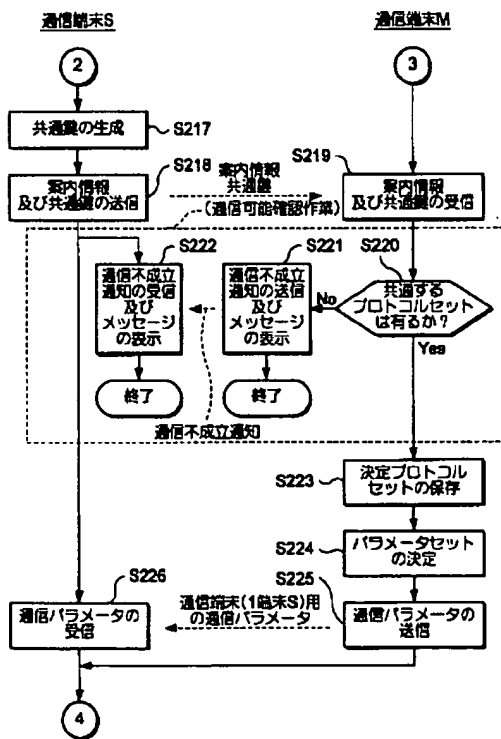 通信端末S
通信端末M
2
3
共通鍵の生成
S217
S218
案内情報
及び共通鍵の送信
案内情報
共通鍵
S219
案内情報
及び共通鍵の受信
(通信可能確認作業)
S222
通信不成立
通知の受信
及び
メッセージ
の表示
S221
通信不成立
通知の送信
及び
メッセージ
の表示
S220
共通する
プロトコルセット
は有るか?
No
Yes
終了
終了
通信不成立通知
S223
決定プロトコル
セットの保存
S224
パラメータセット
の決定
S225
通信パラメータの
送信
S226
通信パラメータの
受信
通信端末(1端末S)用
の通信パラメータ
4